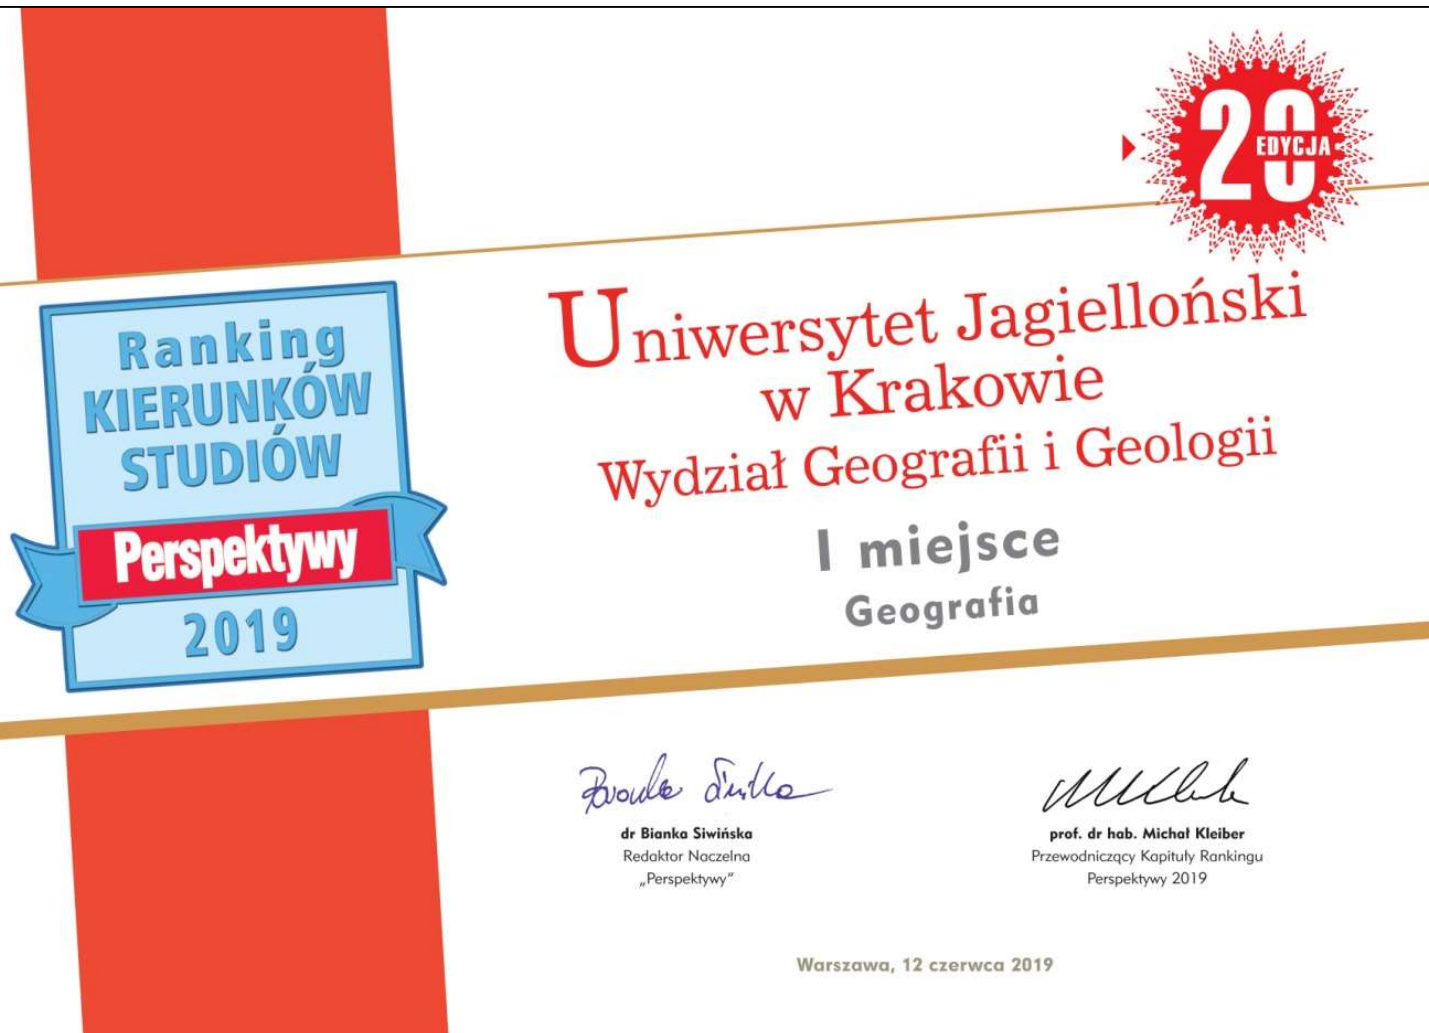 20
EDYCJA
Ranking
KIERUNKÓW
STUDIÓW
Perspektywy
2019
Uniwersytet Jagielloński
w Krakowie
Wydział Geografii i Geologii
I miejsce
Geografia
dr Bianka Siwińska
Redaktor Naczelna
„Perspektywy"
prof. dr hab. Michał Kleiber
Przewodniczący Kapituły Rankingu
Perspektywy 2019
Warszawa, 12 czerwca 2019